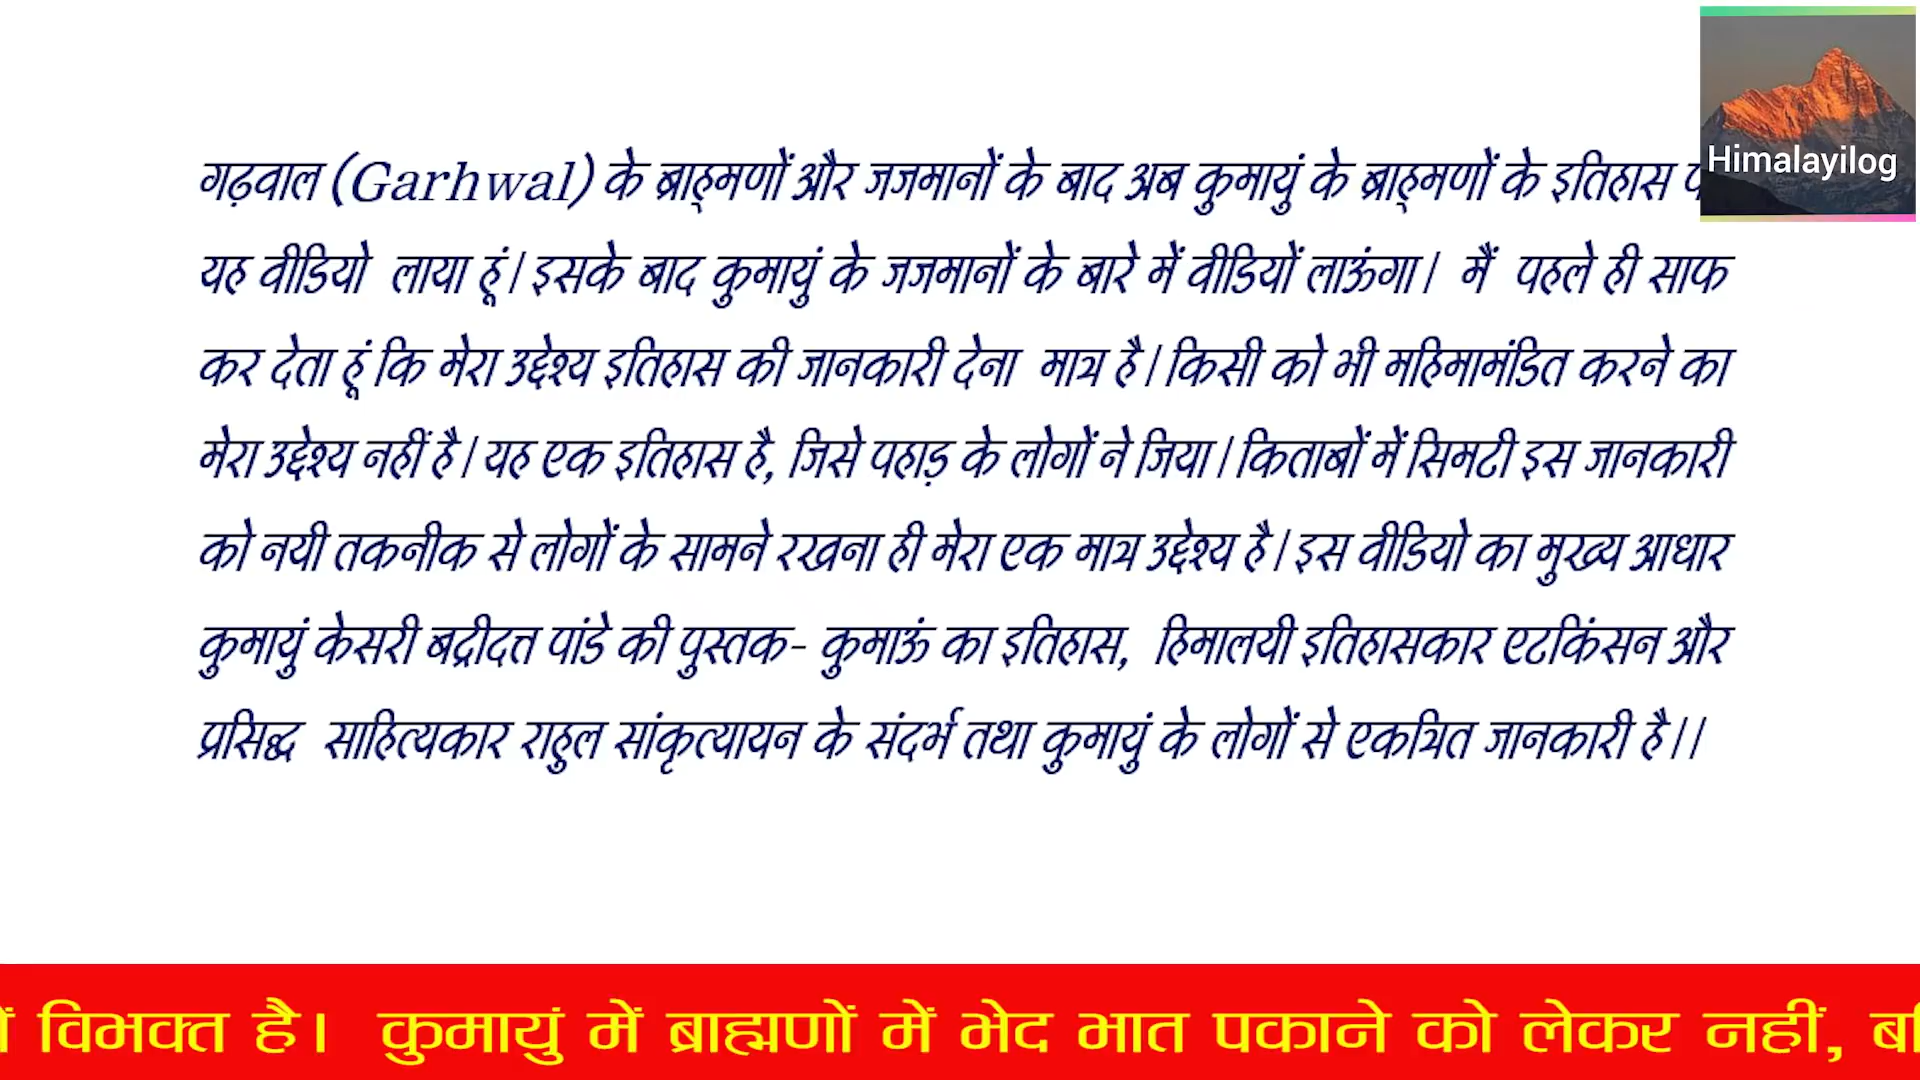 Himalayilog
गढ़वाल (Garhwal) के ब्राह्मणों और जजमानों के बाद अब कुमायुं के ब्राह्मणों के इतिहास
यह वीडियो लाया हूं। इसके बाद कुमायुं के जजमानों के बारे में वीडियों लाऊंगा। मैं पहले ही साफ
कर देता हूं कि मेरा उद्देश्य इतिहास की जानकारी देना मात्र है। किसी को भी महिमामंडित करने का
मेरा उद्देश्य नहीं है। यह एक इतिहास है, जिसे पहाड़ के लोगों ने जिया। किताबों में सिमटी इस जानकारी
को नयी तकनीक से लोगों के सामने रखना ही मेरा एक मात्र उद्देश्य है। इस वीडियो का मुख्य आधार
कुमायुं केसरी बद्रीदत्त पांडे की पुस्तक- कुमाऊं का इतिहास, हिमालयी इतिहासकार एटकिंसन और
प्रसिद्ध साहित्यकार राहुल सांकृत्यायन के संदर्भ तथा कुमायुं के लोगों से एकत्रित जानकारी है।।
विभक्त है। कुमायुं में ब्राह्मणों में भेद भात पकाने को लेकर नहीं,